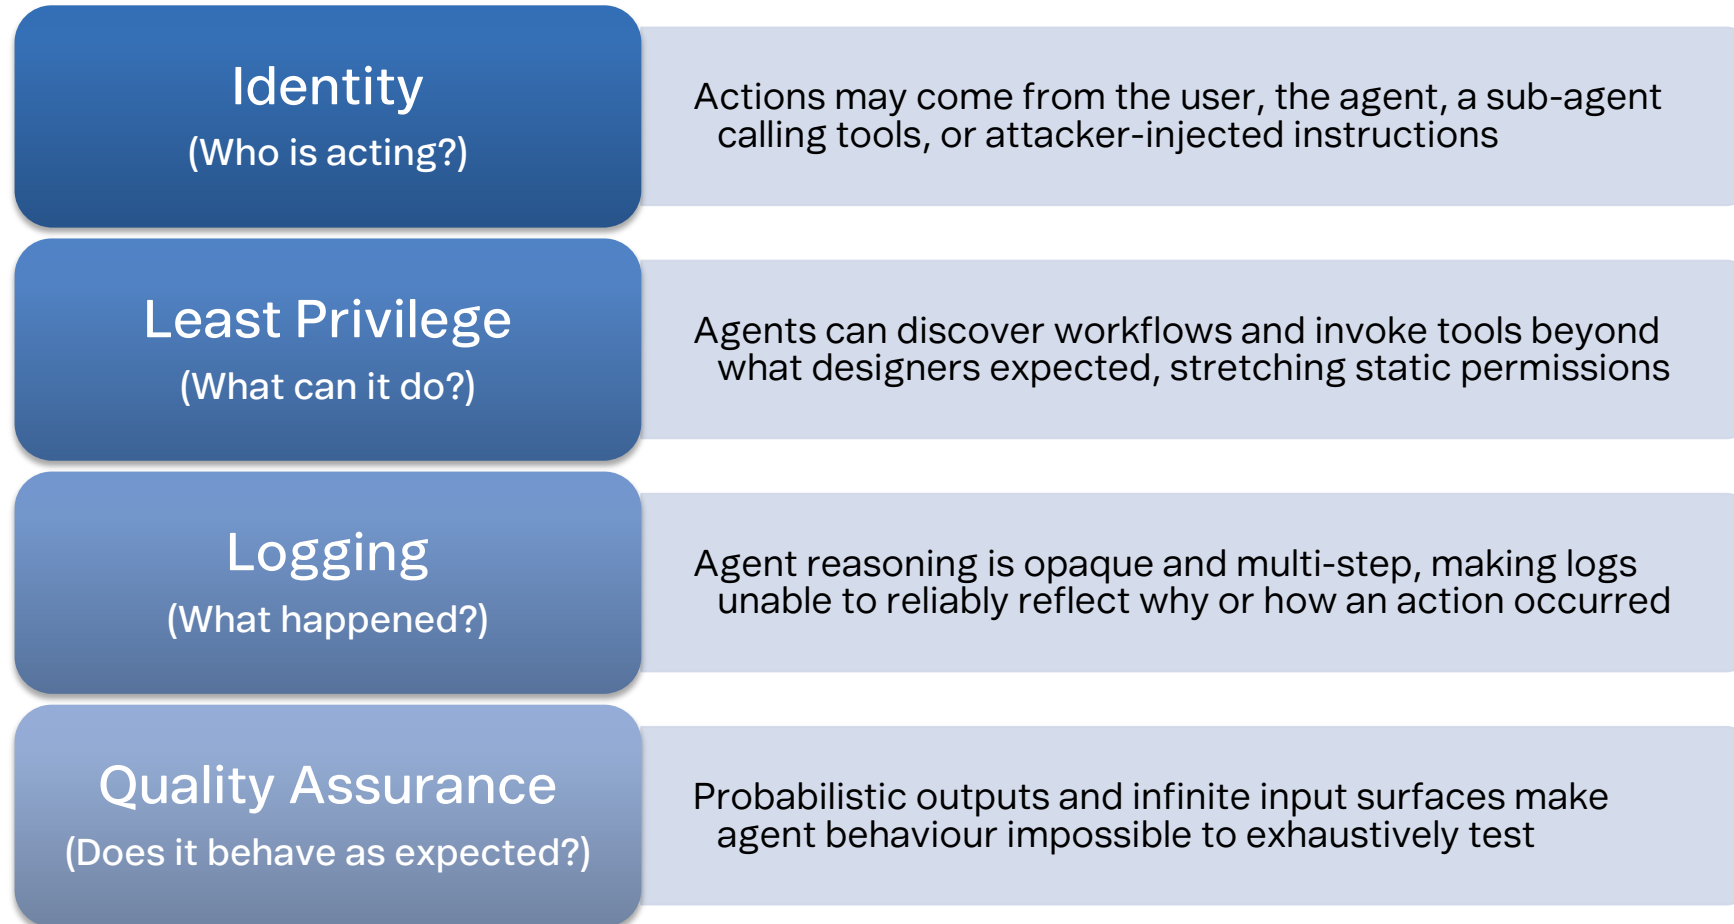 Identity
(Who is acting?)
Actions may come from the user, the agent, a sub-agent
calling tools, or attacker-injected instructions
Least Privilege
(What can it do?)
Agents can discover workflows and invoke tools beyond
what designers expected, stretching static permissions
Logging
(What happened?)
Agent reasoning is opaque and multi-step, making logs
unable to reliably reflect why or how an action occurred
Quality Assurance
(Does it behave as expected?)
Probabilistic outputs and infinite input surfaces make
agent behaviour impossible to exhaustively test